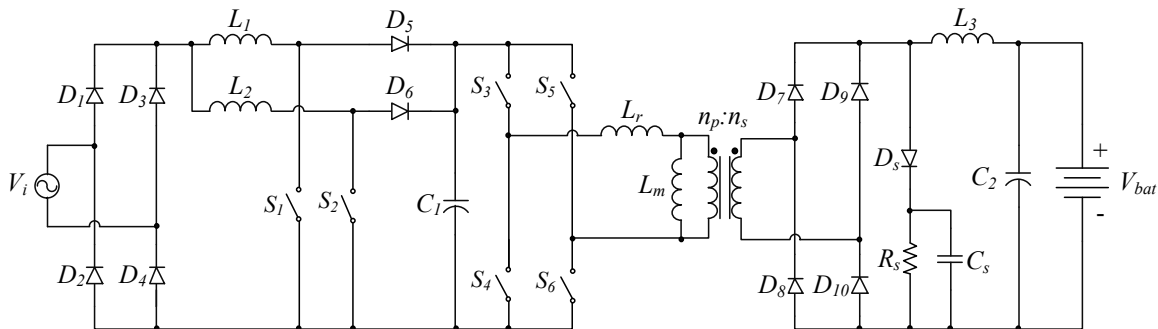 L1
D5
L3
D1
D3
L2
D6
S3
S5
D7
D9
Lr
np:ns
Vi
Lm
Ds
C2
+
Vbat
-
S1
S2
C1
D2
D4
S4
S6
D8
D10
Rs
Cs